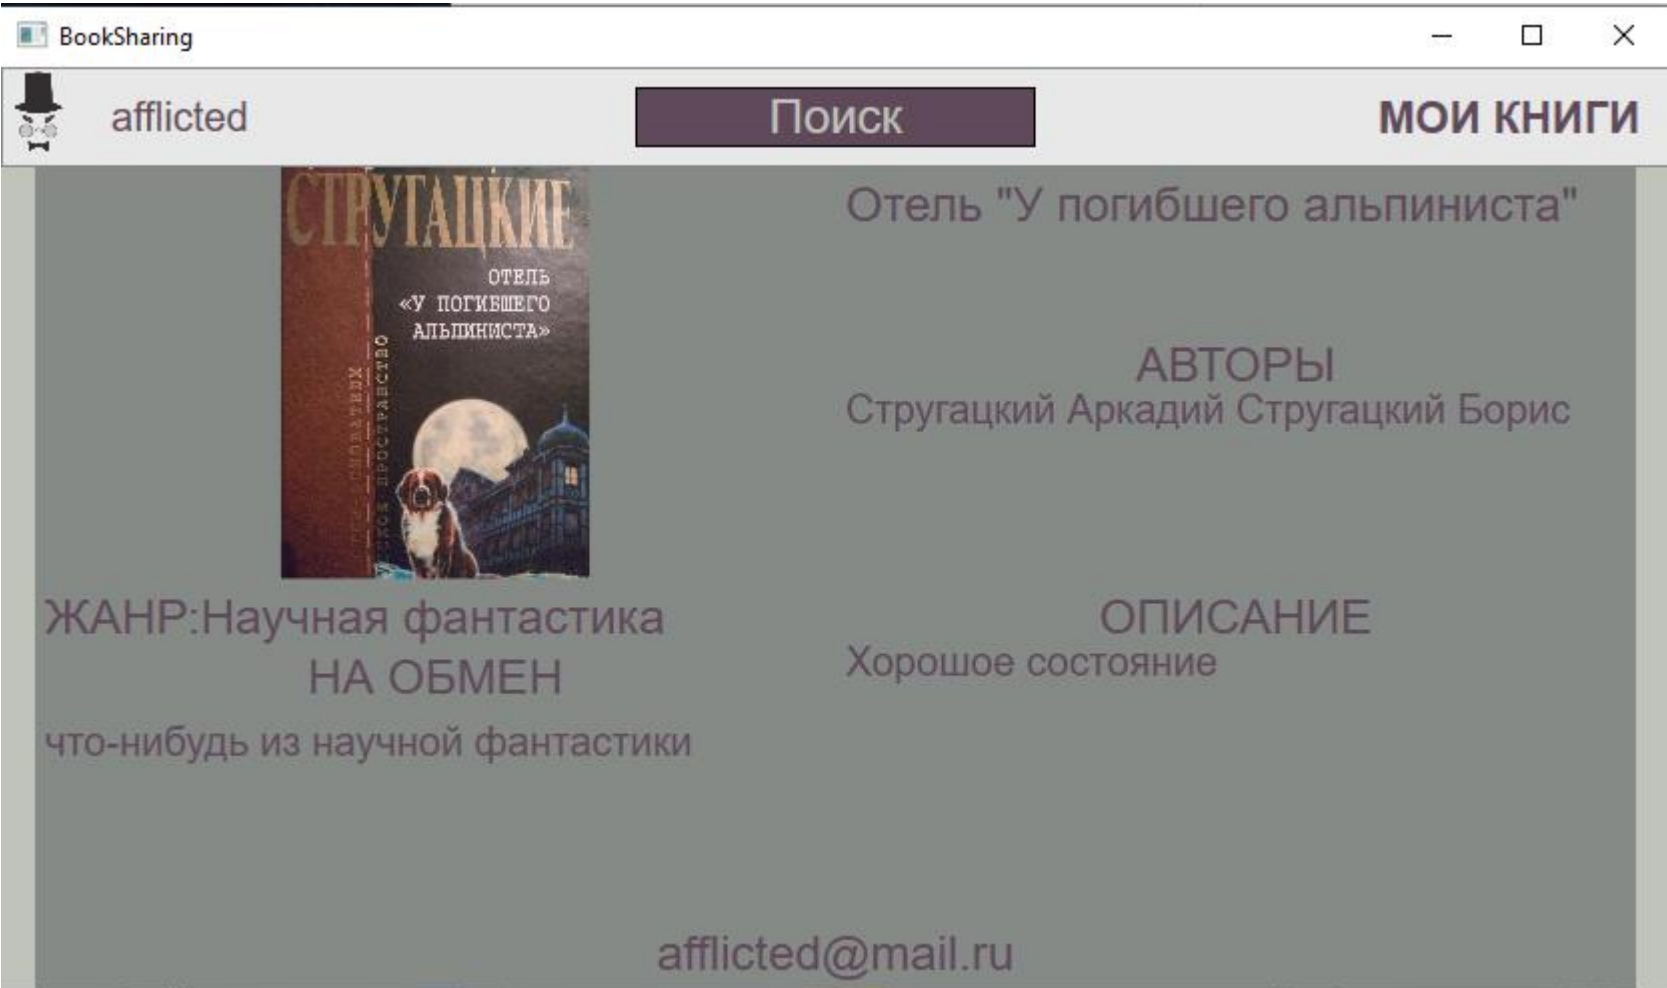 BookSharing
afflicted
Поиск
МОИ КНИГИ
СТРУГАЦКИЕ
ОТЕЛЬ
«У ПОГИБШЕГО
АЛЬПИНИСТА»
Отель "У погибшего альпиниста"
АВТОРЫ
Стругацкий Аркадий Стругацкий Борис
ЖАНР:Научная фантастика
НА ОБМЕН
что-нибудь из научной фантастики
ОПИСАНИЕ
Хорошое состояние
afflicted@mail.ru